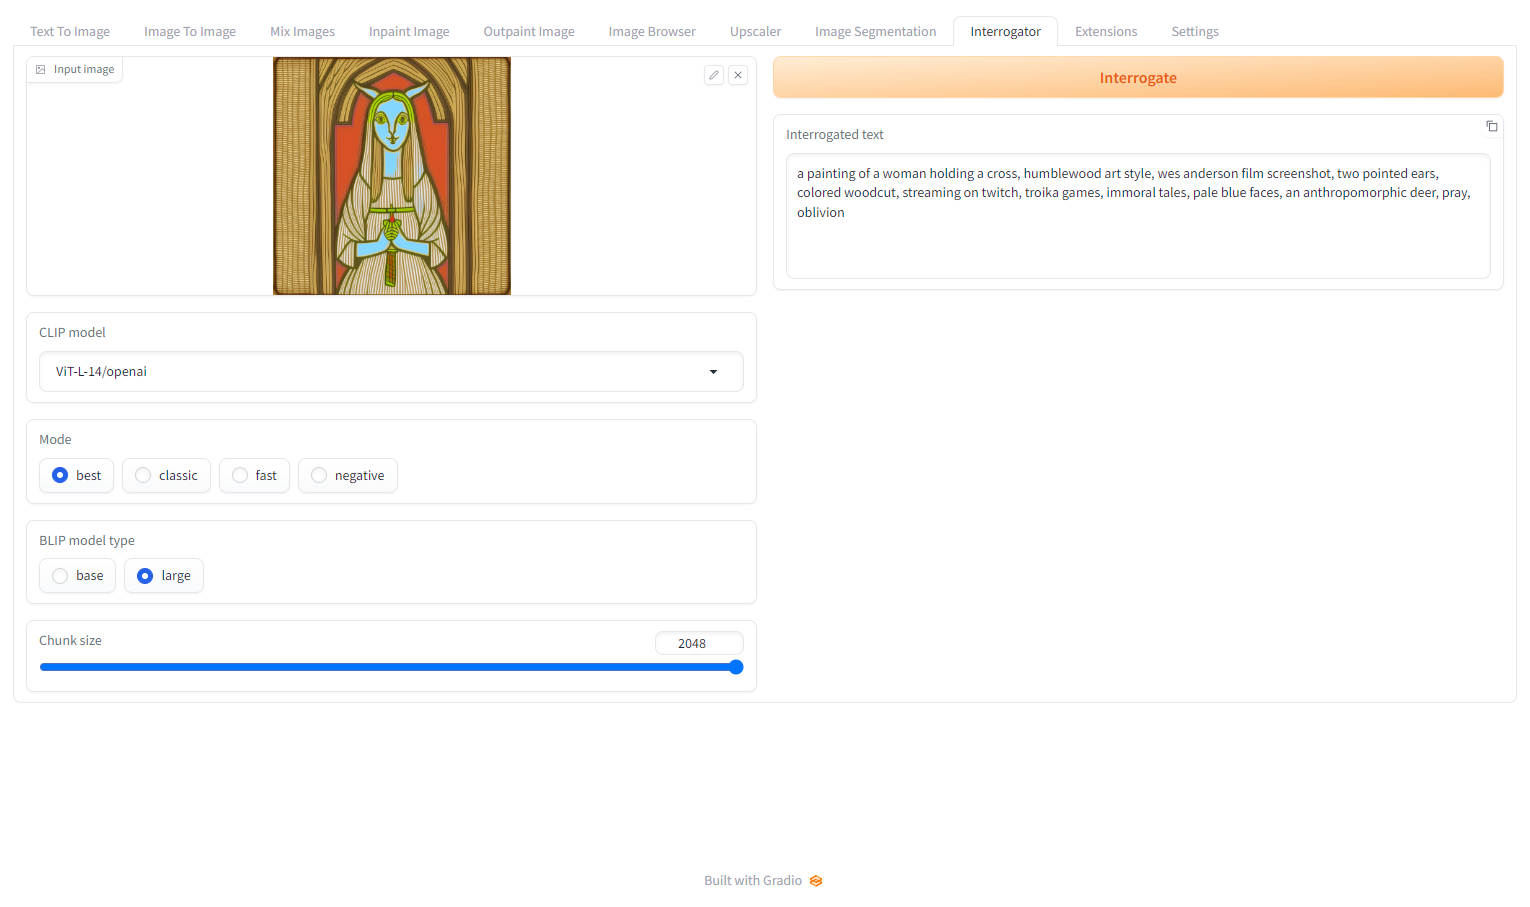 Text To Image Image To Image Mix Images Inpaint Image Outpaint Image Image Browser Upscaler Image Segmentation Interrogator Extensions Settings
Input image
CLIP model
ViT-L-14/openai
Mode
best classic fast negative
BLIP model type
base large
Chunk size 2048
Interrogate
Interrogated text
a painting of a woman holding a cross, humblewood art style, wes anderson film screenshot, two pointed ears,
colored woodcut, streaming on twitch, troika games, immoral tales, pale blue faces, an anthropomorphic deer, pray,
oblivion
Built with Gradio